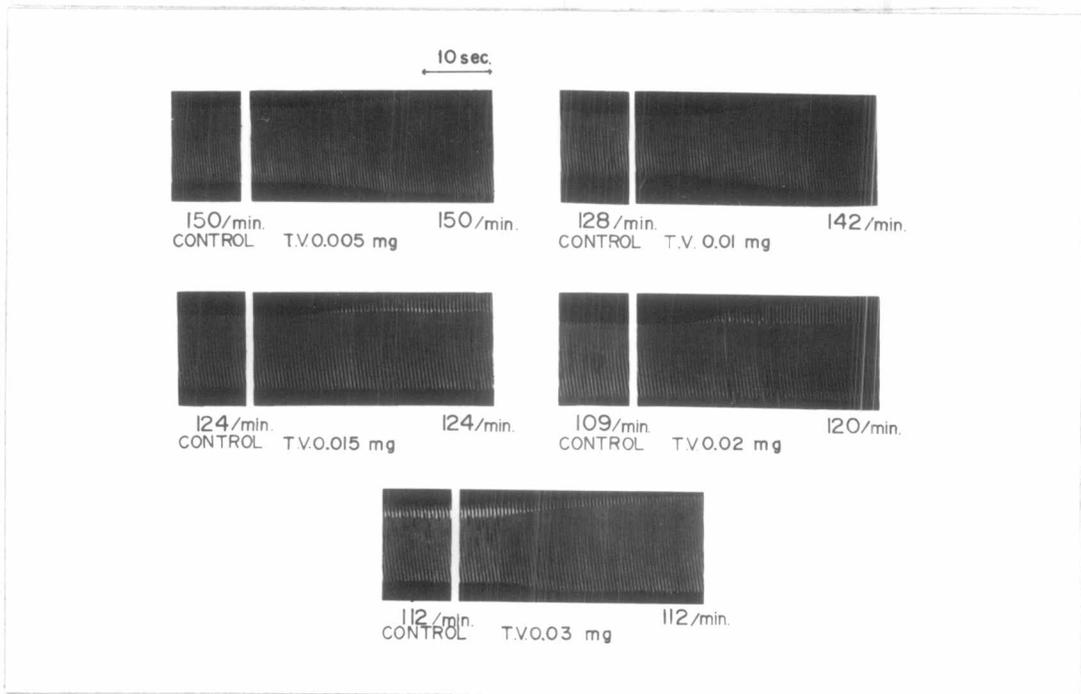 10 sec.
150/min. 150/min.
CONTROL T.V.0.005 mg
128/min. 142/min.
CONTROL T.V. 0.01 mg
124/min. 124/min.
CONTROL T.V.0.015 mg
109/min. 120/min.
CONTROL T.V.0.02 mg
112/min. 112/min.
CONTROL T.V.0.03 mg